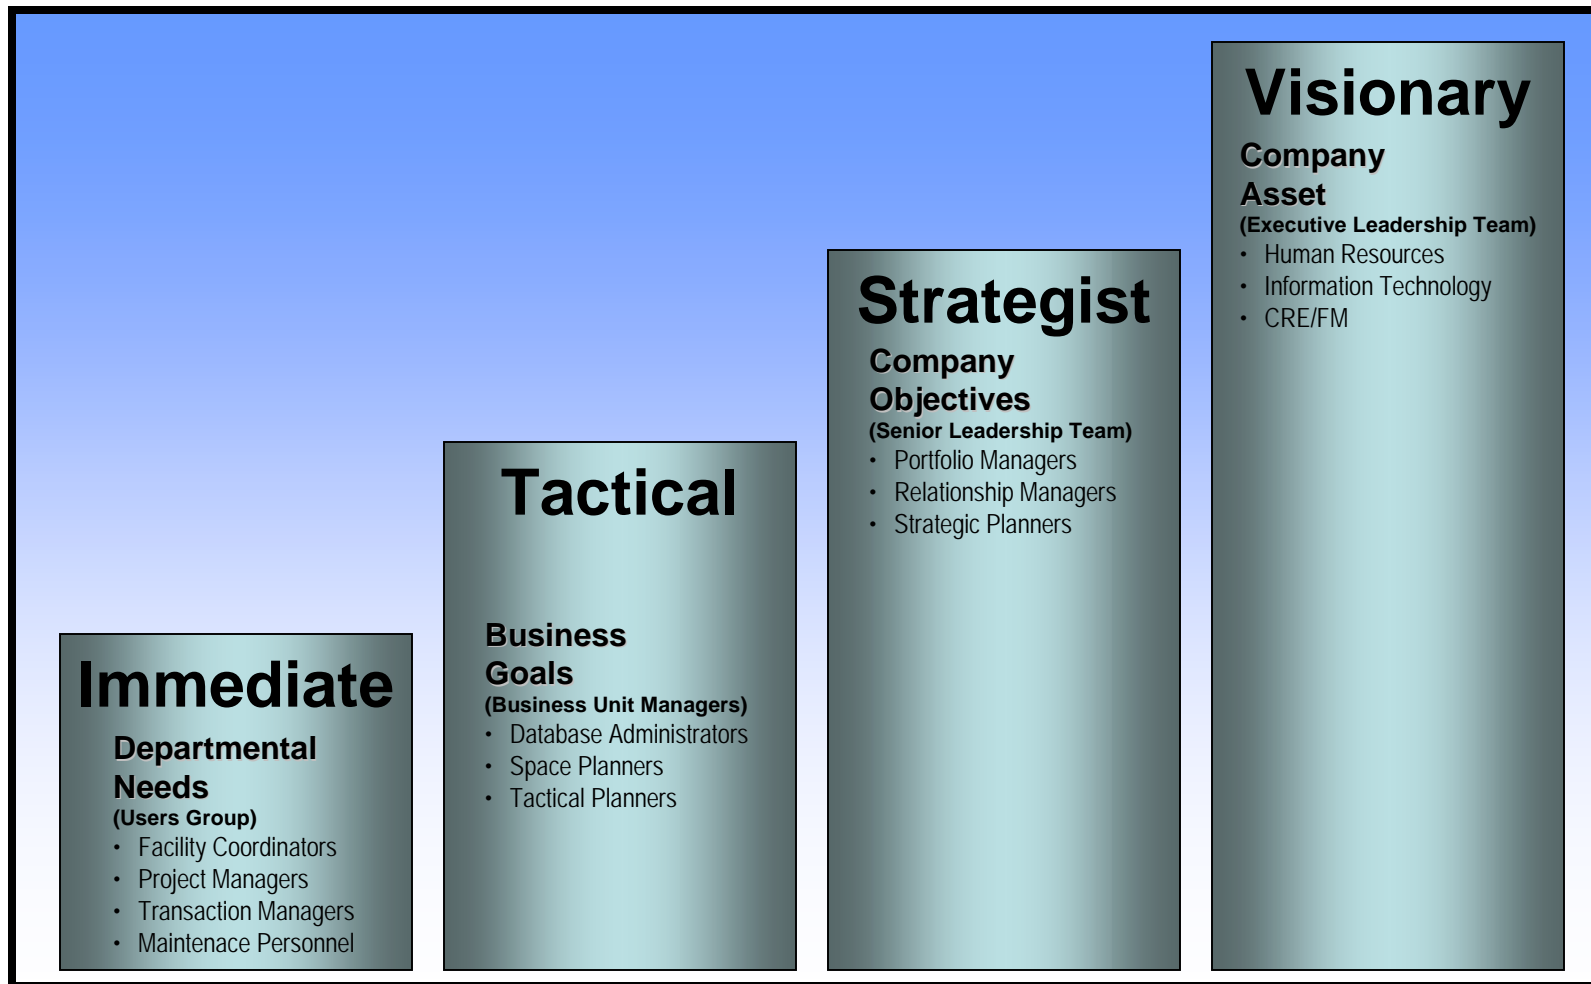 Immediate
Departmental
Needs
(Users Group)
• Facility Coordinators
• Project Managers
• Transaction Managers
• Maintenace Personnel
Tactical
Business
Goals
(Business Unit Managers)
• Database Administrators
• Space Planners
• Tactical Planners
Strategist
Company
Objectives
(Senior Leadership Team)
• Portfolio Managers
• Relationship Managers
• Strategic Planners
Visionary
Company
Asset
(Executive Leadership Team)
• Human Resources
• Information Technology
• CRE/FM